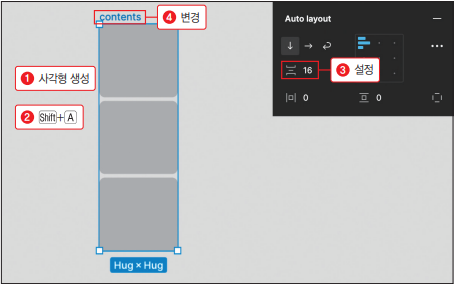 contents
④ 변경
① 사각형 생성
② Shift+A
Hug × Hug
Auto layout
16
③ 설정
0
0